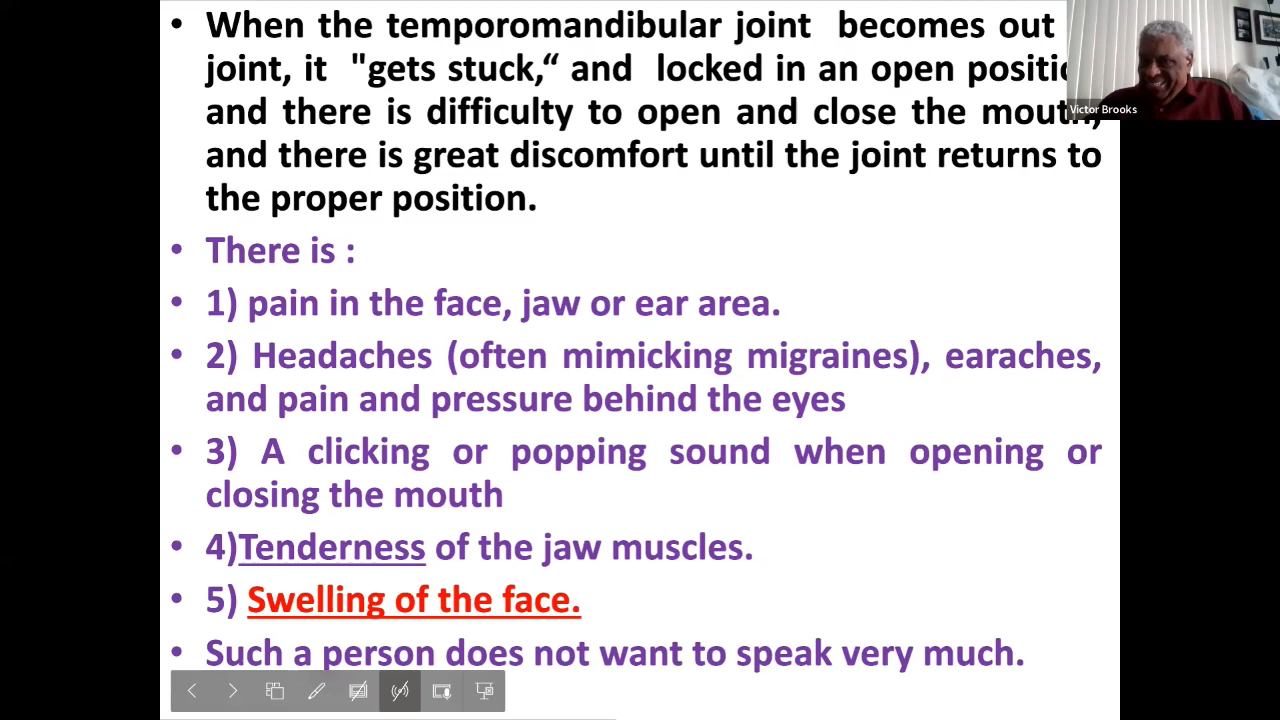 • When the temporomandibular joint becomes out
joint, it "gets stuck,“ and locked in an open
and there is difficulty to open and close the
and there is great discomfort until the joint returns to
the proper position.
• There is :
• 1) pain in the face, jaw or ear area.
• 2) Headaches (often mimicking migraines), earaches,
and pain and pressure behind the eyes
• 3) A clicking or popping sound when opening or
closing the mouth
• 4)Tenderness of the jaw muscles.
• 5) Swelling of the face.
• Such a person does not want to speak very much.
Victor Brooks